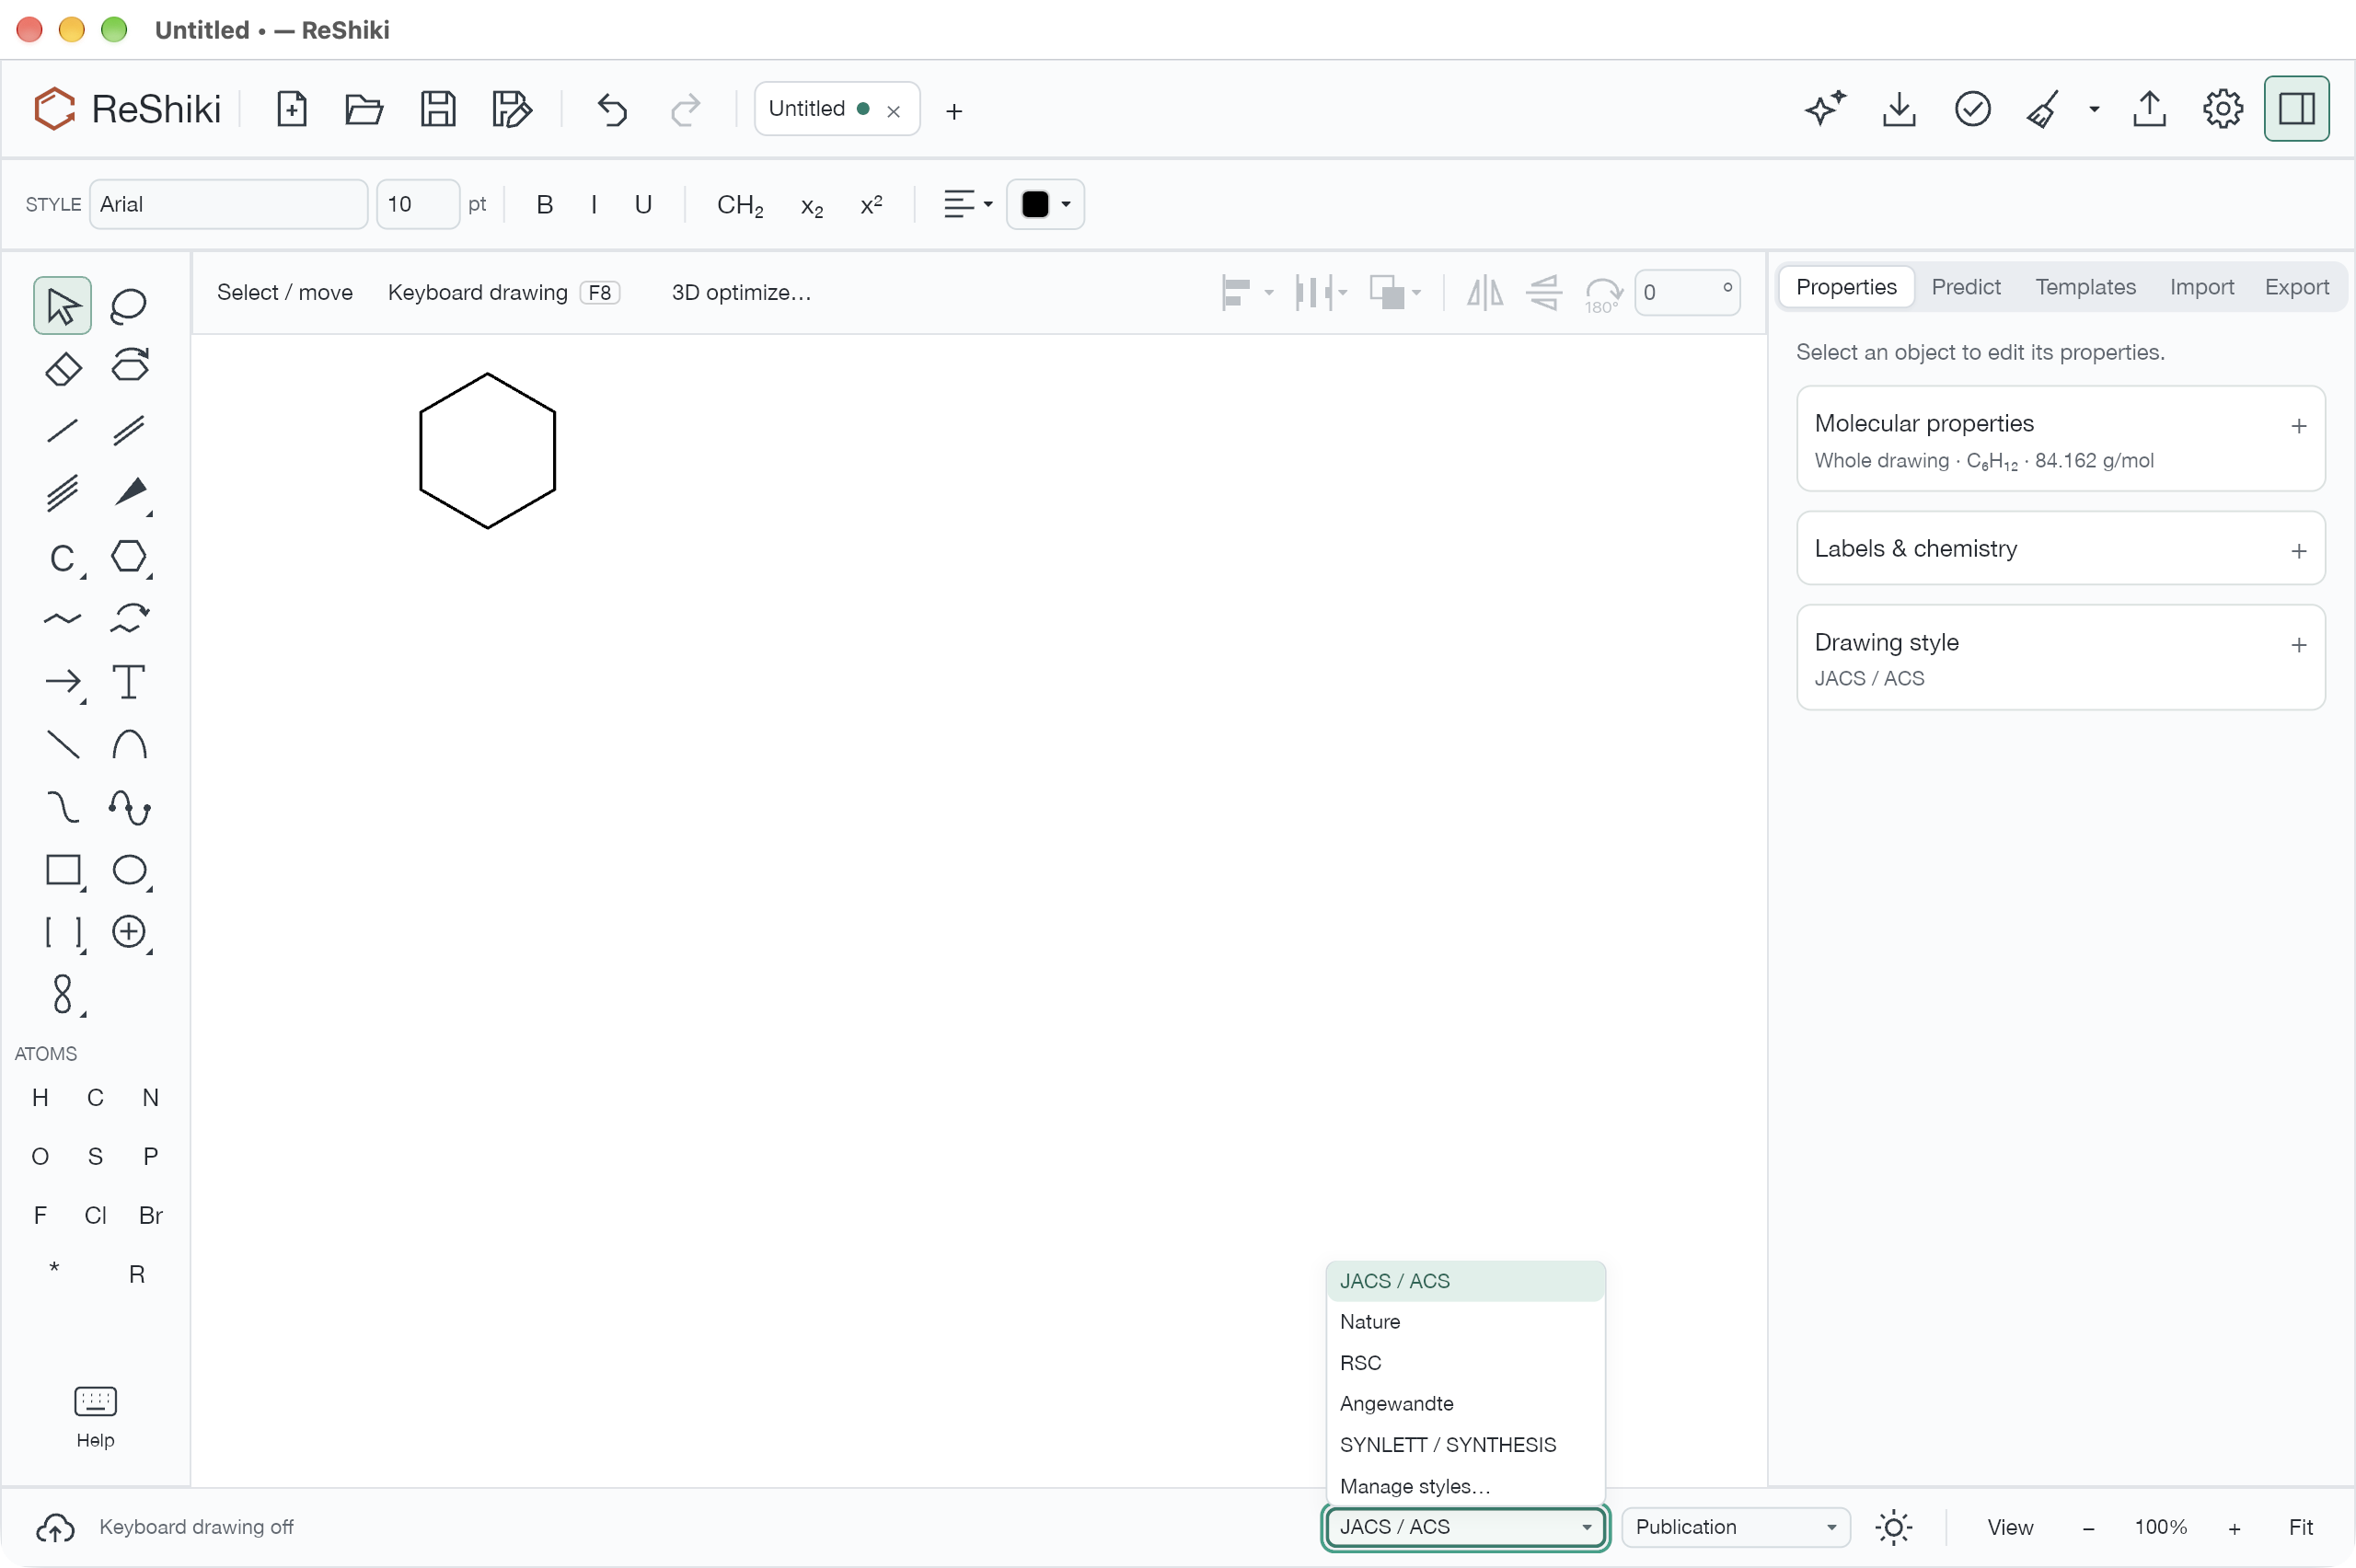 Untitled • — ReShiki
ReShiki
Untitled
STYLE Arial 10 pt B I U CH₂ x₂ x²
Select / move Keyboard drawing F8 3D optimize...
180°
0 °
Properties Predict Templates Import Export
Select an object to edit its properties.
Molecular properties +
Whole drawing · C₆H₁₂ · 84.162 g/mol
Labels & chemistry +
Drawing style +
JACS / ACS
C
T
[ ]
ATOMS
H C N
O S P
F Cl Br
* R
Help
JACS / ACS
Nature
RSC
Angewandte
SYNLETT / SYNTHESIS
Manage styles...
Keyboard drawing off
JACS / ACS
Publication
View − 100% + Fit